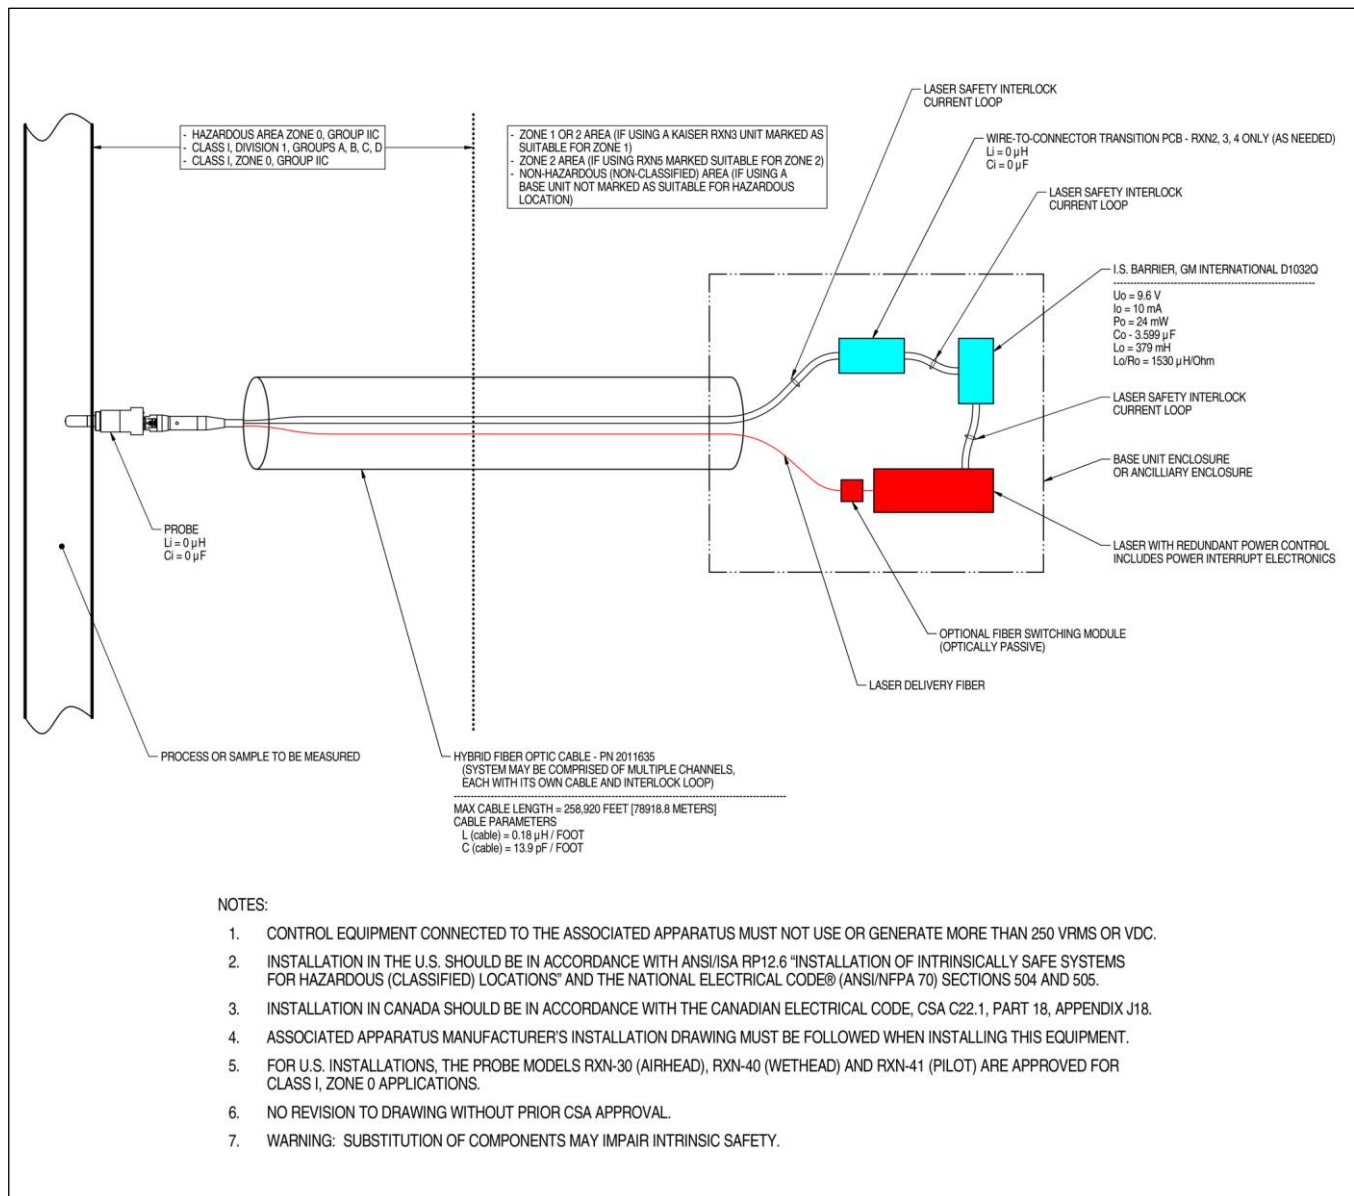 LASER SAFETY INTERLOCK
CURRENT LOOP
- HAZARDOUS AREA ZONE 0, GROUP IIC
- CLASS I, DIVISION 1, GROUPS A, B, C, D
- CLASS I, ZONE 0, GROUP IIC
- ZONE 1 OR 2 AREA (IF USING A KAISER RXN3 UNIT MARKED AS
SUITABLE FOR ZONE 1)
- ZONE 2 AREA (IF USING RXN5 MARKED SUITABLE FOR ZONE 2)
- NON-HAZARDOUS (NON-CLASSIFIED) AREA (IF USING A
BASE UNIT NOT MARKED AS SUITABLE FOR HAZARDOUS
LOCATION)
WIRE-TO-CONNECTOR TRANSITION PCB - RXN2, 3, 4 ONLY (AS NEEDED)
Li = 0 µH
Ci = 0 µF
LASER SAFETY INTERLOCK
CURRENT LOOP
I.S. BARRIER, GM INTERNATIONAL D1032Q
Uo = 9.6 V
Io = 10 mA
Po = 24 mW
Co - 3.599 µF
Lo = 379 mH
Lo/Ro = 1530 µH/Ohm
LASER SAFETY INTERLOCK
CURRENT LOOP
BASE UNIT ENCLOSURE
OR ANCILLIARY ENCLOSURE
PROBE
Li = 0 µH
Ci = 0 µF
LASER WITH REDUNDANT POWER CONTROL
INCLUDES POWER INTERRUPT ELECTRONICS
OPTIONAL FIBER SWITCHING MODULE
(OPTICALLY PASSIVE)
LASER DELIVERY FIBER
PROCESS OR SAMPLE TO BE MEASURED
HYBRID FIBER OPTIC CABLE - PN 2011635
(SYSTEM MAY BE COMPRISED OF MULTIPLE CHANNELS,
EACH WITH ITS OWN CABLE AND INTERLOCK LOOP)
MAX CABLE LENGTH = 258,920 FEET [78918.8 METERS]
CABLE PARAMETERS
L (cable) = 0.18 µH / FOOT
C (cable) = 13.9 pF / FOOT
NOTES:
1. CONTROL EQUIPMENT CONNECTED TO THE ASSOCIATED APPARATUS MUST NOT USE OR GENERATE MORE THAN 250 VRMS OR VDC.
2. INSTALLATION IN THE U.S. SHOULD BE IN ACCORDANCE WITH ANSI/ISA RP12.6 “INSTALLATION OF INTRINSICALLY SAFE SYSTEMS
FOR HAZARDOUS (CLASSIFIED) LOCATIONS” AND THE NATIONAL ELECTRICAL CODE® (ANSI/NFPA 70) SECTIONS 504 AND 505.
3. INSTALLATION IN CANADA SHOULD BE IN ACCORDANCE WITH THE CANADIAN ELECTRICAL CODE, CSA C22.1, PART 18, APPENDIX J18.
4. ASSOCIATED APPARATUS MANUFACTURER'S INSTALLATION DRAWING MUST BE FOLLOWED WHEN INSTALLING THIS EQUIPMENT.
5. FOR U.S. INSTALLATIONS, THE PROBE MODELS RXN-30 (AIRHEAD), RXN-40 (WETHEAD) AND RXN-41 (PILOT) ARE APPROVED FOR
CLASS I, ZONE 0 APPLICATIONS.
6. NO REVISION TO DRAWING WITHOUT PRIOR CSA APPROVAL.
7. WARNING: SUBSTITUTION OF COMPONENTS MAY IMPAIR INTRINSIC SAFETY.